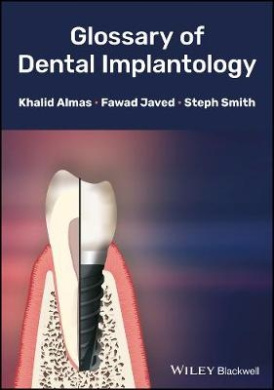 Glossary of
Dental Implantology
Khalid Almas • Fawad Javed • Steph Smith
WILEY Blackwell